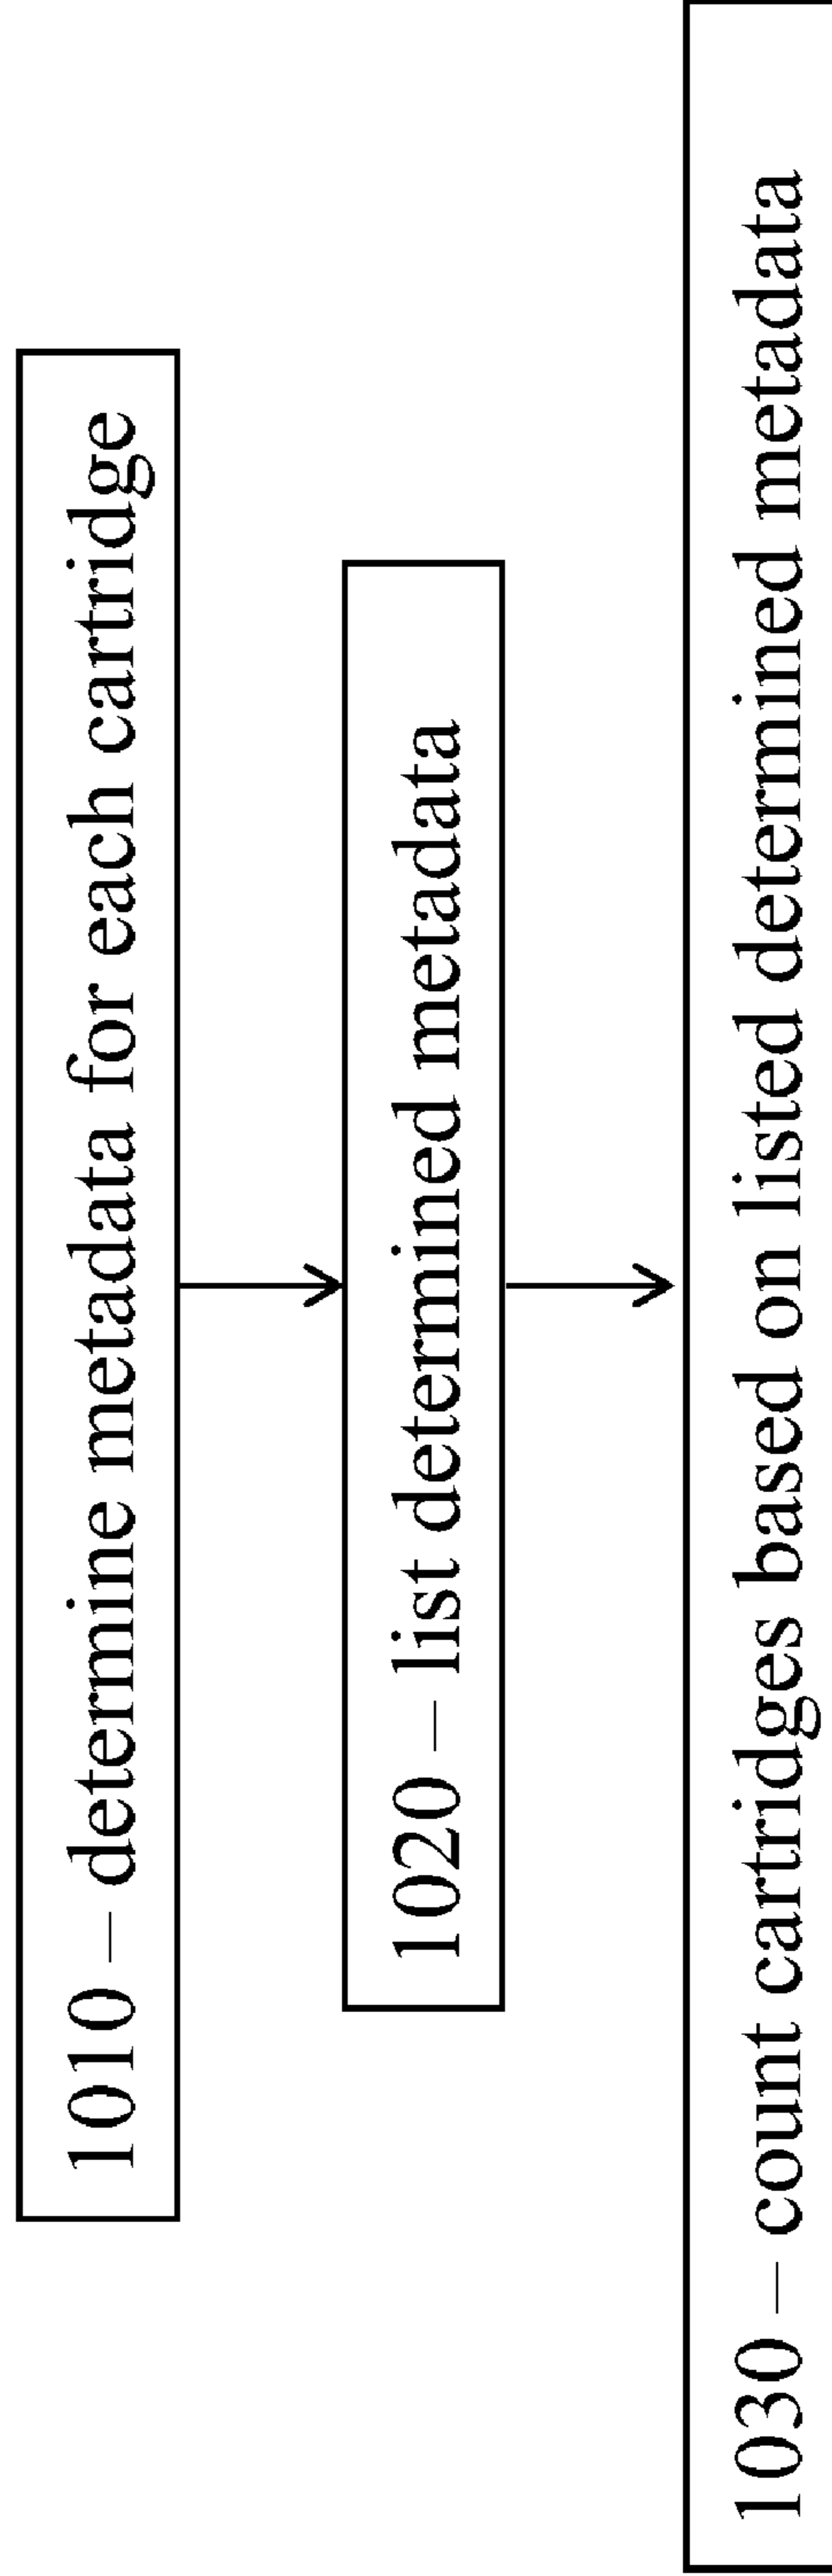 1010 – determine metadata for each cartridge
1020 – list determined metadata
1030 – count cartridges based on listed determined metadata